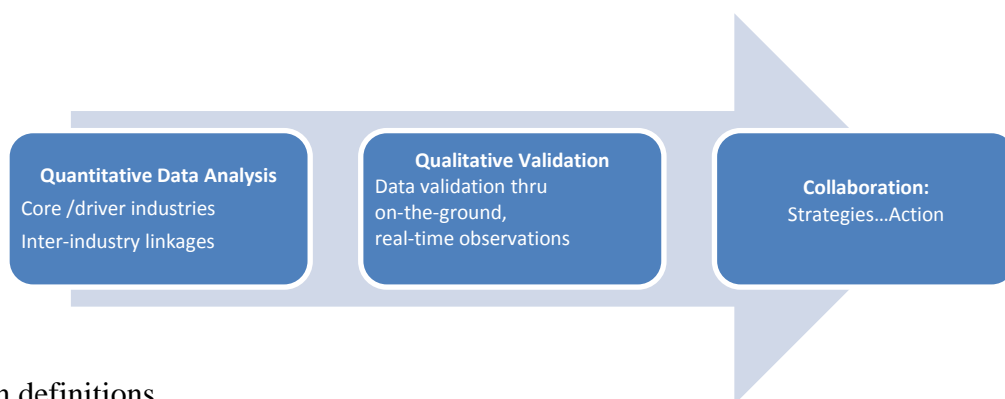 Quantitative Data Analysis
Core /driver industries
Inter-industry linkages
Qualitative Validation
Data validation thru
on-the-ground,
real-time observations
Collaboration:
Strategies...Action
definitions